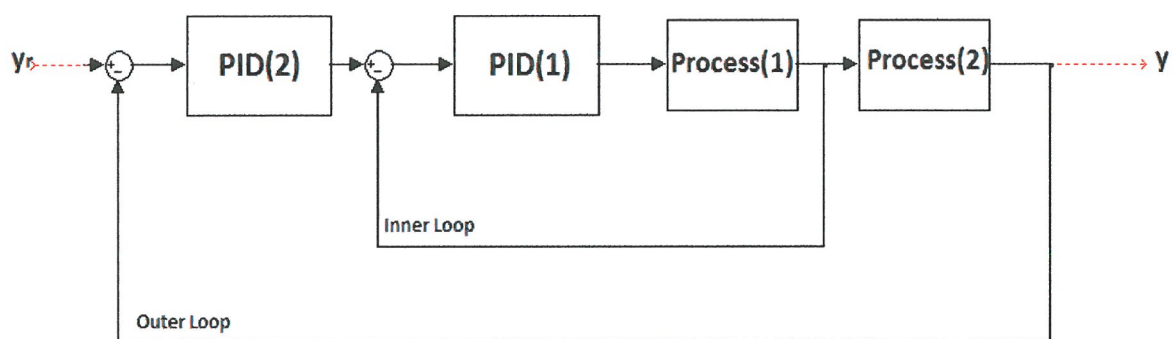 yr
+
-
PID(2)
+
-
PID(1)
Process(1)
Process(2)
y
Inner Loop
Outer Loop